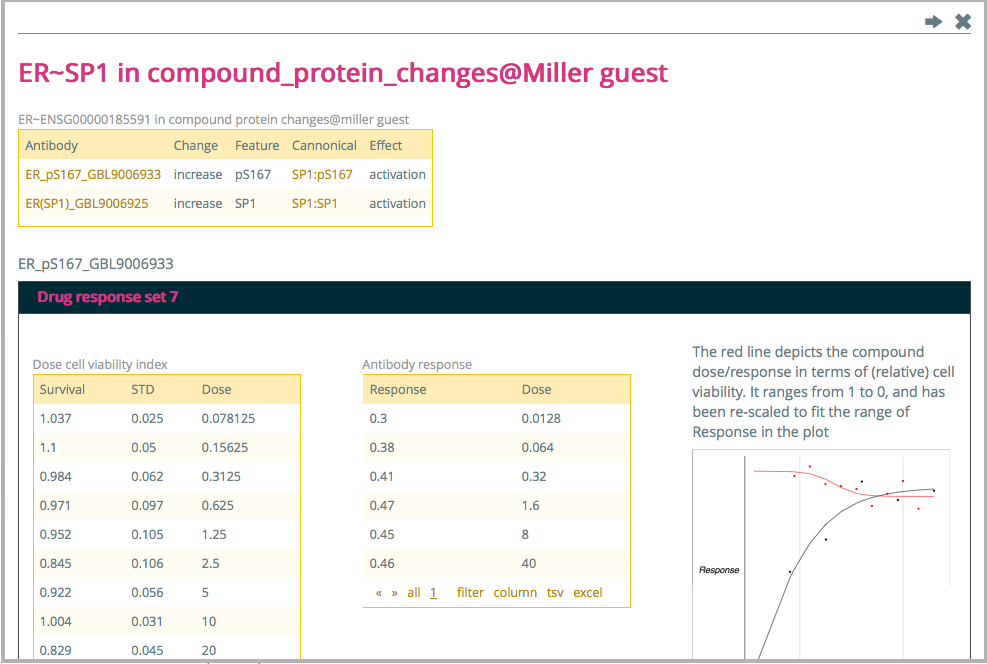 ER~SP1 in compound_protein_changes@Miller guest
ER~ENSG00000185591 in compound protein changes@miller guest
Antibody Change Feature Cannonical Effect
ER_pS167_GBL9006933 increase pS167 SP1:pS167 activation
ER(SP1)_GBL9006925 increase SP1 SP1:SP1 activation
ER_pS167_GBL9006933
Drug response set 7
Dose cell viability index
Survival STD Dose
1.037 0.025 0.078125
1.1 0.05 0.15625
0.984 0.062 0.3125
0.971 0.097 0.625
0.952 0.105 1.25
0.845 0.106 2.5
0.922 0.056 5
1.004 0.031 10
0.829 0.045 20
Antibody response
Response Dose
0.3 0.0128
0.38 0.064
0.41 0.32
0.47 1.6
0.45 8
0.46 40
« » all 1 filter column tsv excel
The red line depicts the compound
dose/response in terms of (relative) cell
viability. It ranges from 1 to 0, and has
been re-scaled to fit the range of
Response in the plot
Response